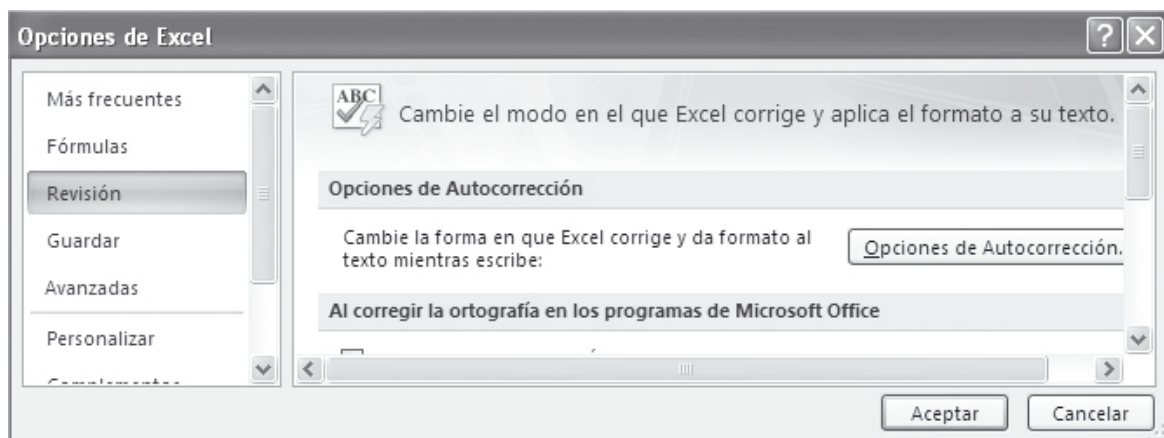 Opciones de Excel
Más frecuentes
Fórmulas
Revisión
Guardar
Avanzadas
Personalizar
ABC
Cambie el modo en el que Excel corrige y aplica el formato a su texto.
Opciones de Autocorrección
Cambie la forma en que Excel corrige y da formato al
texto mientras escribe:
Opciones de Autocorrección.
Al corregir la ortografía en los programas de Microsoft Office
Aceptar
Cancelar